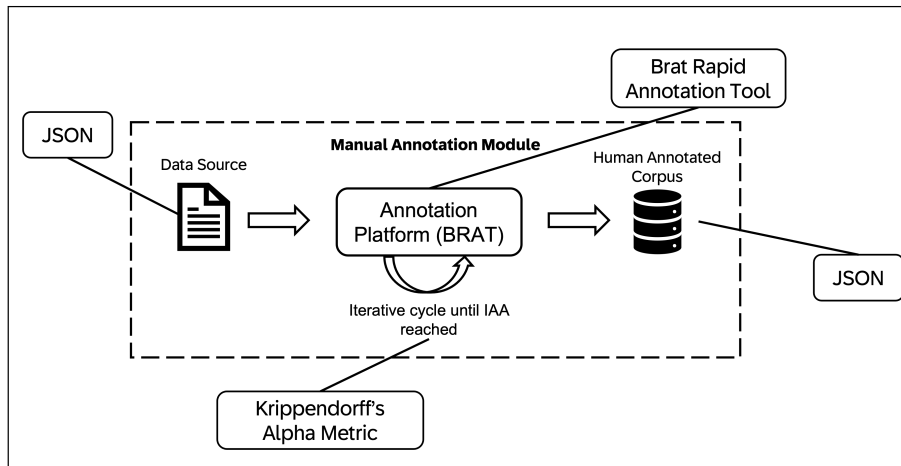 Brat Rapid
Annotation Tool
JSON
Manual Annotation Module
Data Source
Human Annotated
Corpus
Annotation
Platform (BRAT)
JSON
Iterative cycle until IAA
reached
Krippendorff's
Alpha Metric